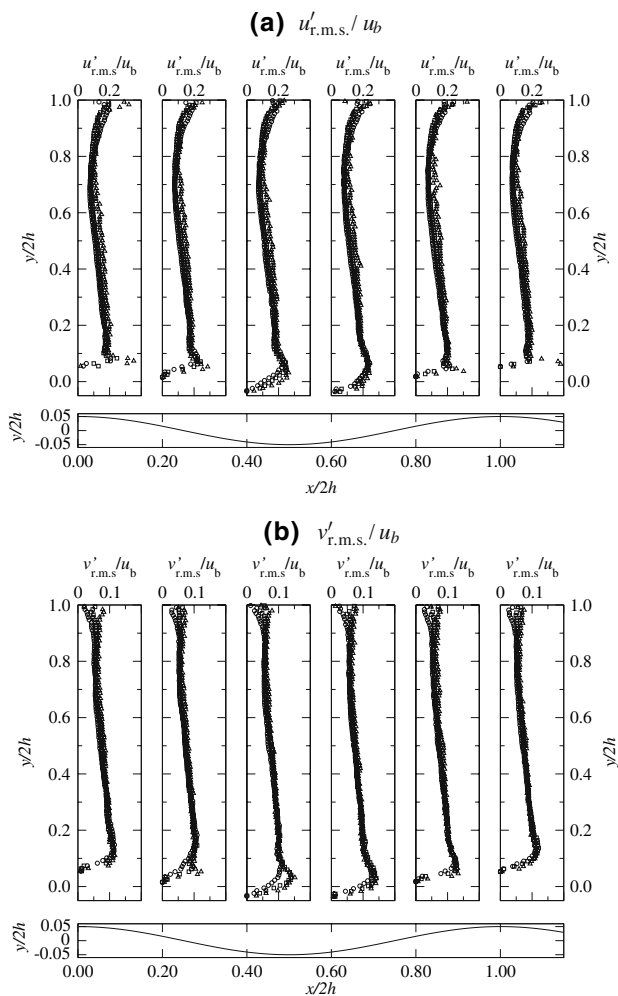 (a) u′r.m.s./ub
u'r.m.s/ub u'r.m.s/ub u'r.m.s/ub u'r.m.s/ub u'r.m.s/ub u'r.m.s/ub
0 0.2 0 0.2 0 0.2 0 0.2 0 0.2 0 0.2
1.0 1.0
0.8 0.8
0.6 0.6
y/2h y/2h
0.4 0.4
0.2 0.2
0.0 0.0
y/2h
0.05
0
-0.05
0.00 0.20 0.40 0.60 0.80 1.00
x/2h
(b) v′r.m.s./ub
v'r.m.s/ub v'r.m.s/ub v'r.m.s/ub v'r.m.s/ub v'r.m.s/ub v'r.m.s/ub
0 0.1 0 0.1 0 0.1 0 0.1 0 0.1 0 0.1
1.0 1.0
0.8 0.8
0.6 0.6
y/2h y/2h
0.4 0.4
0.2 0.2
0.0 0.0
y/2h
0.05
0
-0.05
0.00 0.20 0.40 0.60 0.80 1.00
x/2h